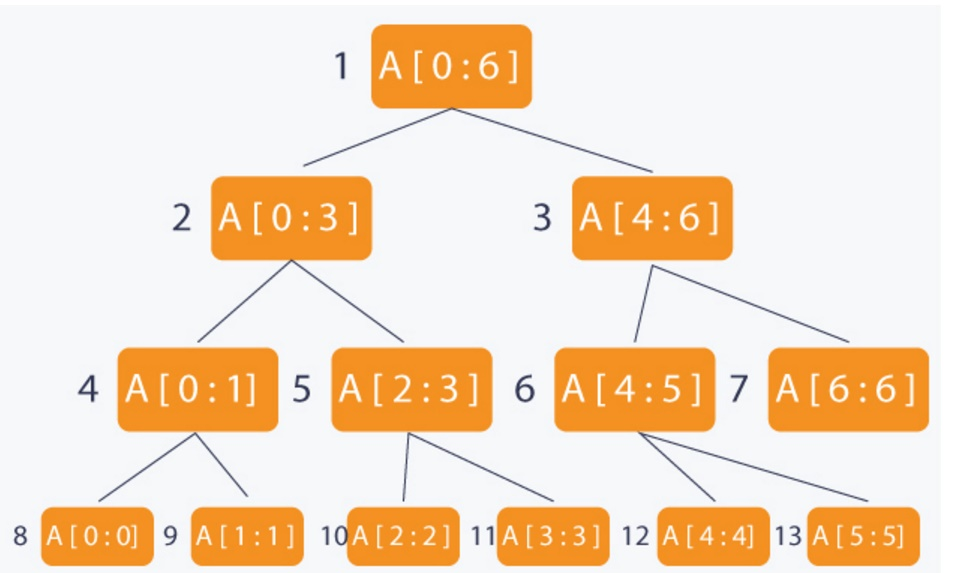 1 A[0:6]
2 A[0:3] 3 A[4:6]
4 A[0:1] 5 A[2:3] 6 A[4:5] 7 A[6:6]
8 A[0:0] 9 A[1:1] 10 A[2:2] 11 A[3:3] 12 A[4:4] 13 A[5:5]